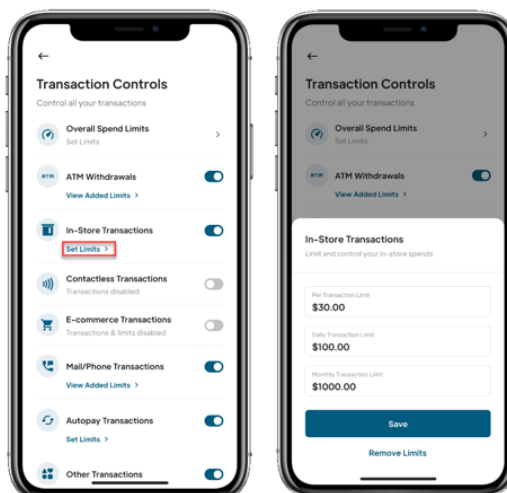 Transaction Controls
Control all your transactions
Overall Spend Limits
Set Limits
ATM
ATM Withdrawals
View Added Limits >
In-Store Transactions
Set Limits >
Contactless Transactions
Transactions disabled
E-commerce Transactions
Transactions & limits disabled
Mail/Phone Transactions
View Added Limits >
Autopay Transactions
Set Limits >
Other Transactions
Transaction Controls
Control all your transactions
Overall Spend Limits
Set Limits
ATM
ATM Withdrawals
View Added Limits >
In-Store Transactions
Limit and control your in-store spends
Per Transaction Limit
$30.00
Daily Transaction Limit
$100.00
Monthly Transaction Limit
$1000.00
Save
Remove Limits